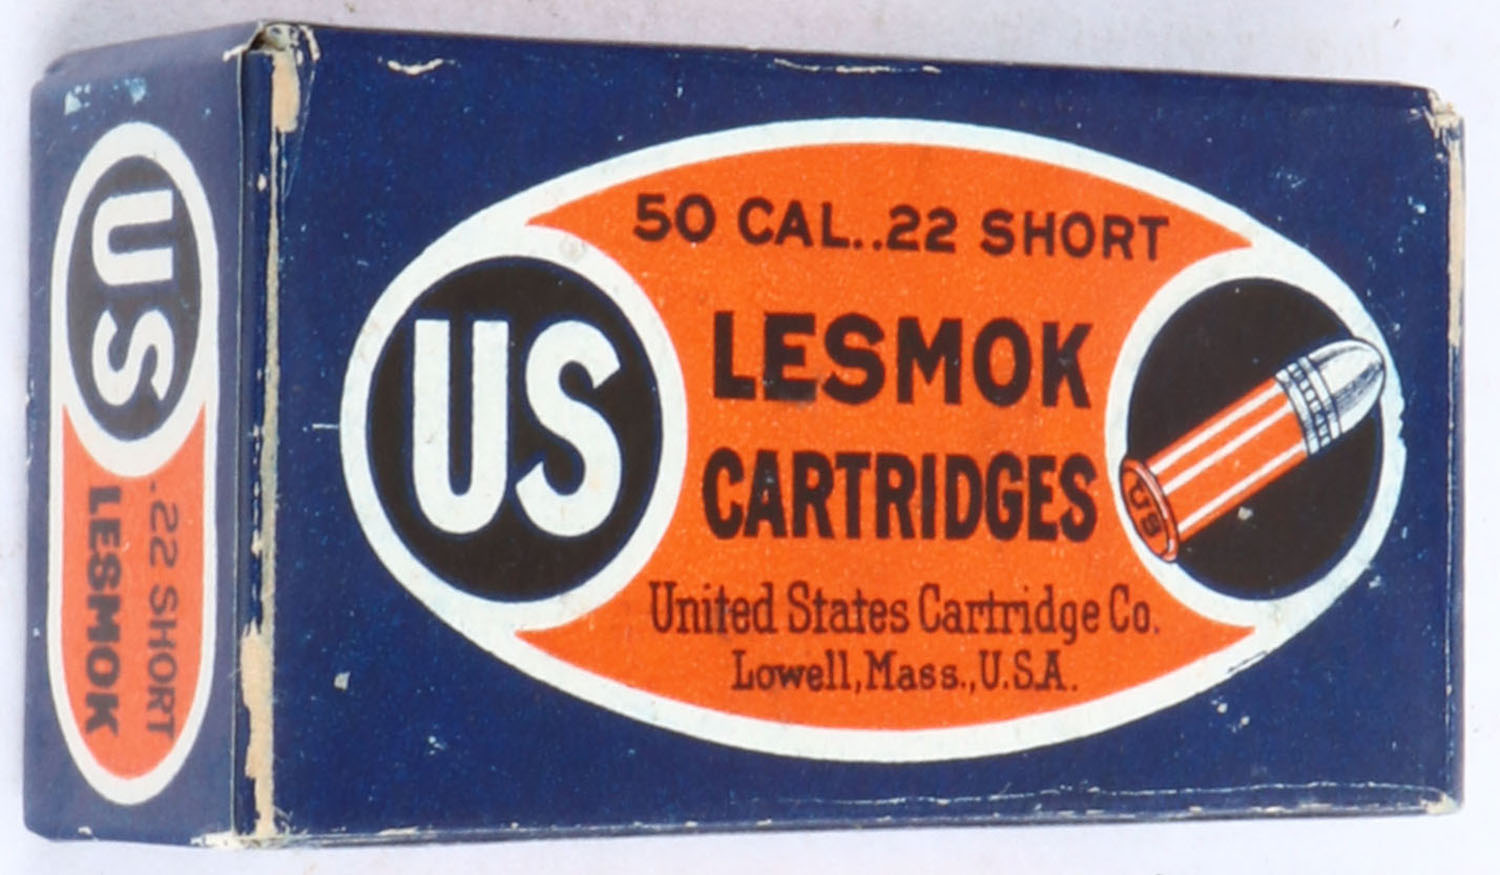 50 CAL..22 SHORT
US
LESMOK
CARTRIDGES
United States Cartridge Co.
Lowell, Mass., U.S.A.
US
US
.22 SHORT
LESMOK